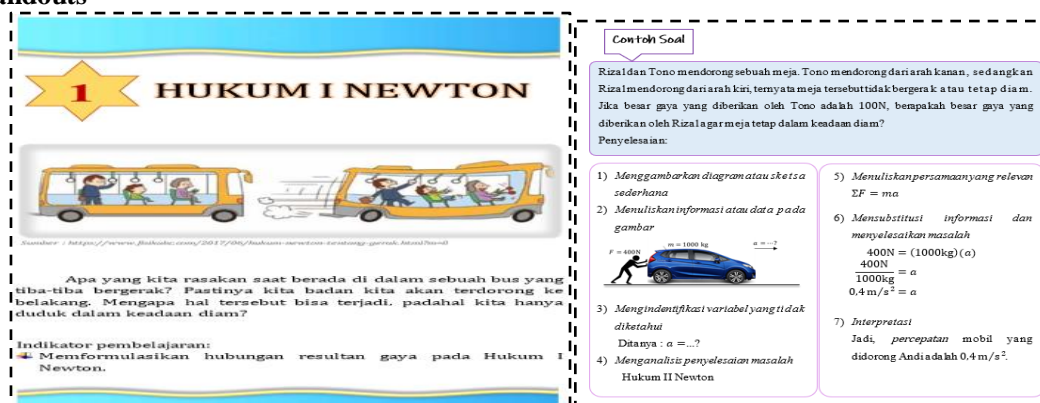 andouts
1
HUKUM I NEWTON
Sumber : https://www.fisikabc.com/2017/06/hukum-newton-tentang-gerak.html?m=0
Apa yang kita rasakan saat berada di dalam sebuah bus yang
tiba-tiba bergerak? Pastinya kita badan kita akan terdorong ke
belakang. Mengapa hal tersebut bisa terjadi. padahal kita hanya
duduk dalam keadaan diam?
Indikator pembelajaran:
Memformulasikan hubungan resultan gaya pada Hukum I
Newton.
Contoh Soal
Rizal dan Tono mendorong sebuah meja. Tono mendorong dari arah kanan, sedangkan
Rizal mendorong dari arah kiri, ternyata meja tersebut tidak bergerak atau tetap diam.
Jika besar gaya yang diberikan oleh Tono adalah 100N, berapakah besar gaya yang
diberikan oleh Rizal agar meja tetap dalam keadaan diam?
Penyelesaian:
1) Menggambarkan diagram atau sketsa
sederhana
2) Menuliskan informasi atau data pada
gambar
F = 400N
m = 1000 kg
a = ...?
3) Mengindentifikasi variabel yang tidak
diketahui
Ditanya : a =...?
4) Menganalisis penyelesaian masalah
Hukum II Newton
5) Menuliskan persamaan yang relevan
ΣF = ma
6) Mensubstitusi informasi dan
menyelesaikan masalah
400N = (1000kg)(a)
400N
1000kg = a
0,4 m/s² = a
7) Interpretasi
Jadi, percepatan mobil yang
didorong Andi adalah 0,4 m/s².